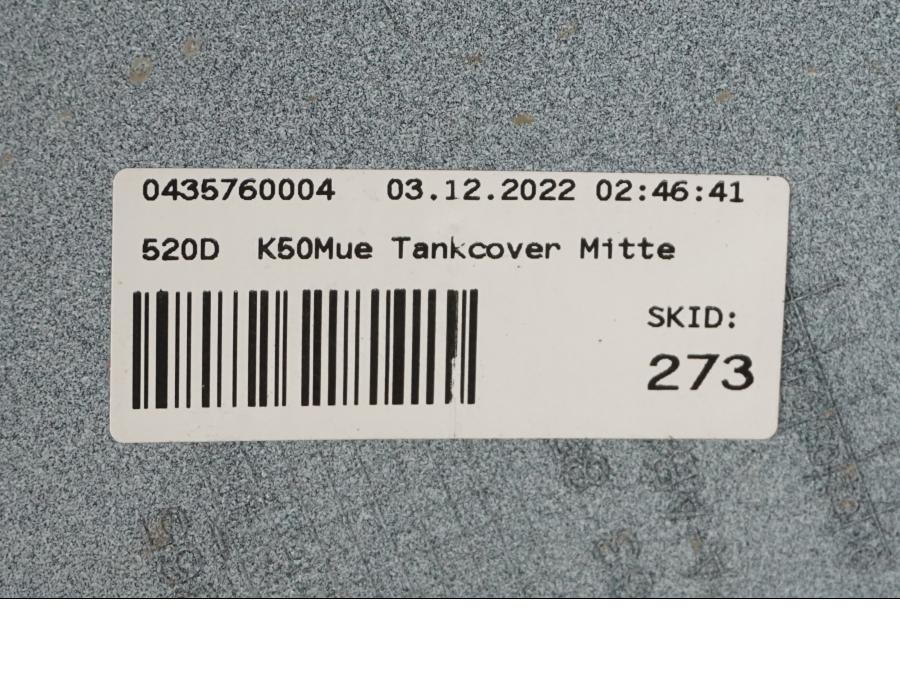 0435760004 03.12.2022 02:46:41
520D K50Mue Tankcover Mitte
SKID:
273